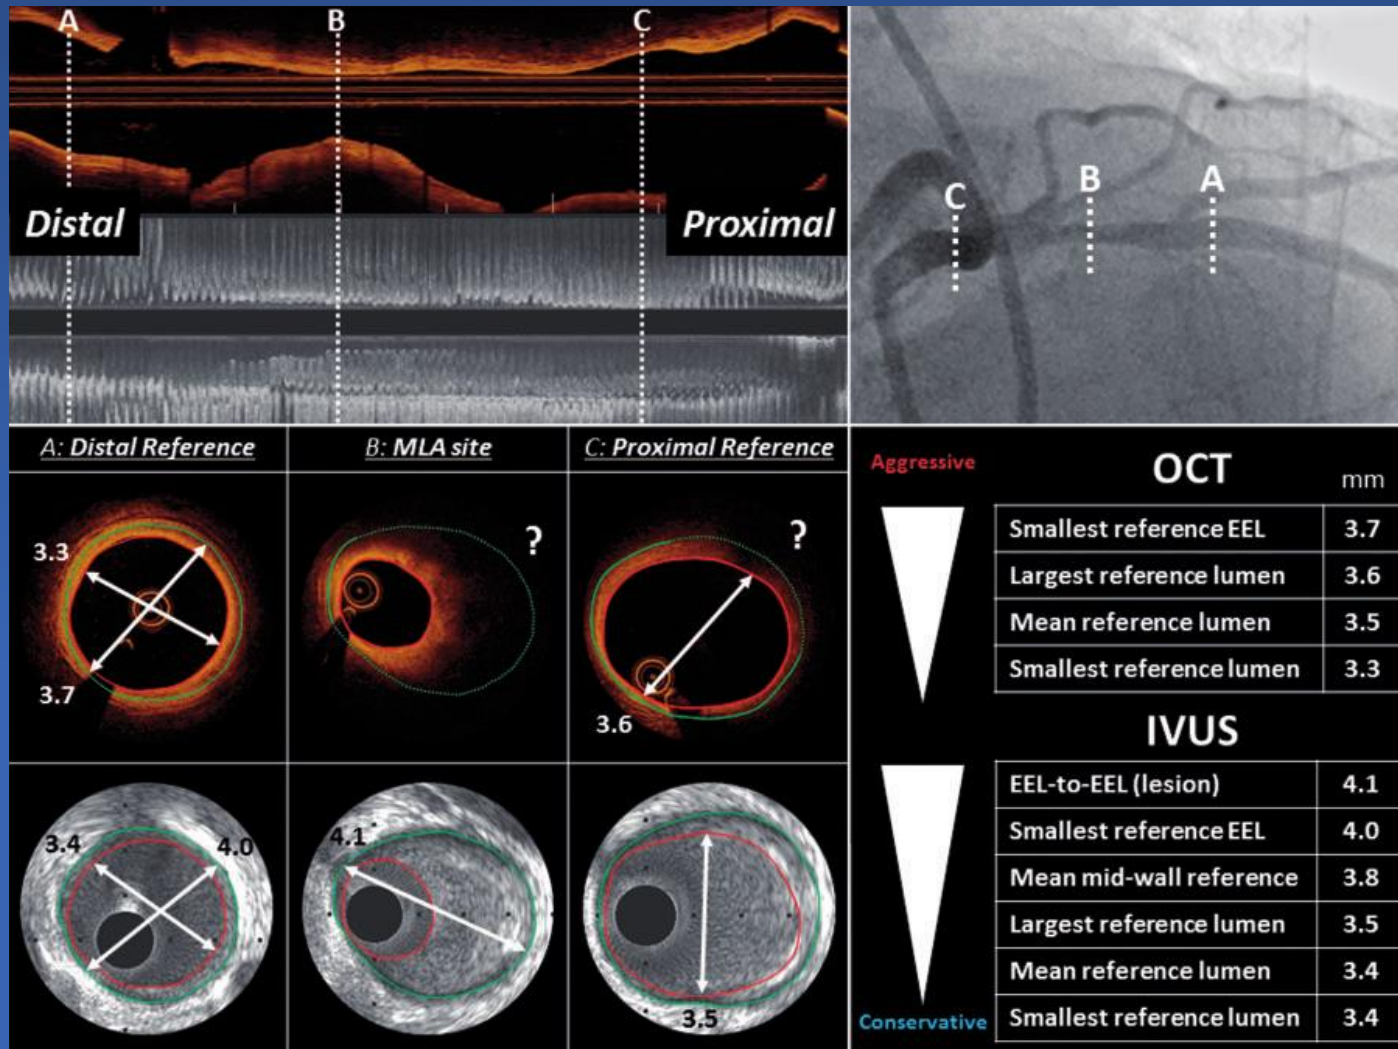 A
B
C
Distal
Proximal
C
B
A
A: Distal Reference
B: MLA site
C: Proximal Reference
3.3
3.7
?
?
3.6
3.4
4.0
4.1
3.5
Aggressive
OCT
mm
Smallest reference EEL 3.7
Largest reference lumen 3.6
Mean reference lumen 3.5
Smallest reference lumen 3.3
IVUS
EEL-to-EEL (lesion) 4.1
Smallest reference EEL 4.0
Mean mid-wall reference 3.8
Largest reference lumen 3.5
Mean reference lumen 3.4
Smallest reference lumen 3.4
Conservative